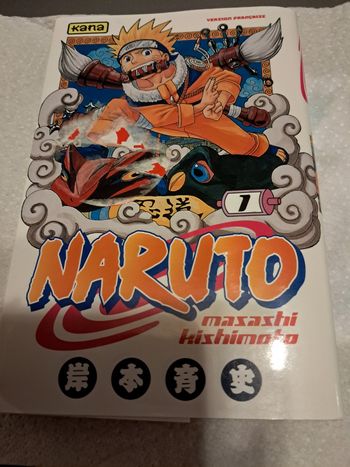 Kana
VERSION FRANÇAISE
1
NARUTO
masashi
kishimoto
岸本斉史